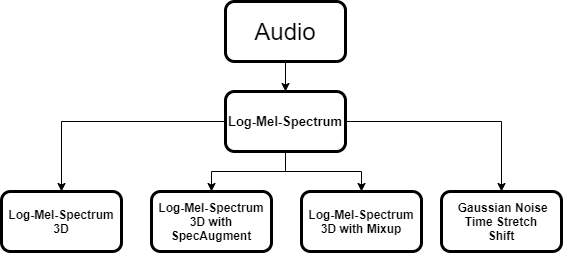 Audio
Log-Mel-Spectrum
Log-Mel-Spectrum
3D
Log-Mel-Spectrum
3D with
SpecAugment
Log-Mel-Spectrum
3D with Mixup
Gaussian Noise
Time Stretch
Shift